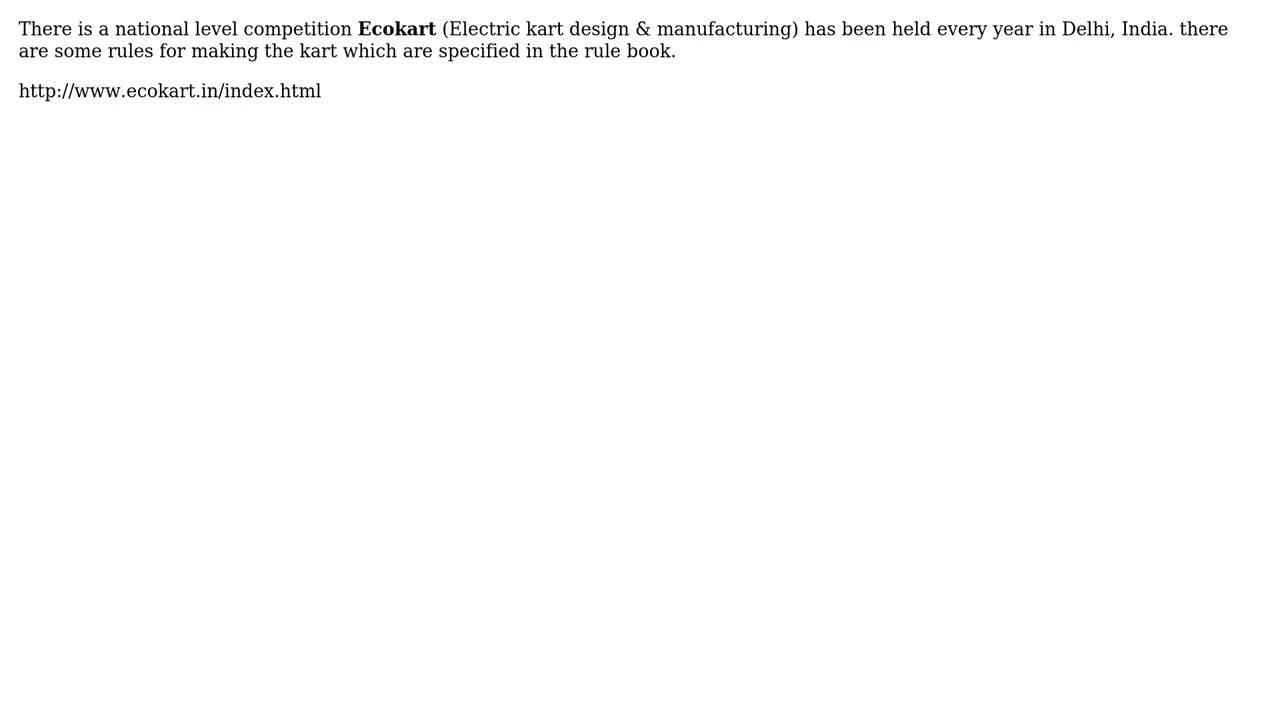 There is a national level competition Ecokart (Electric kart design & manufacturing) has been held every year in Delhi, India. there
are some rules for making the kart which are specified in the rule book.
http://www.ecokart.in/index.html